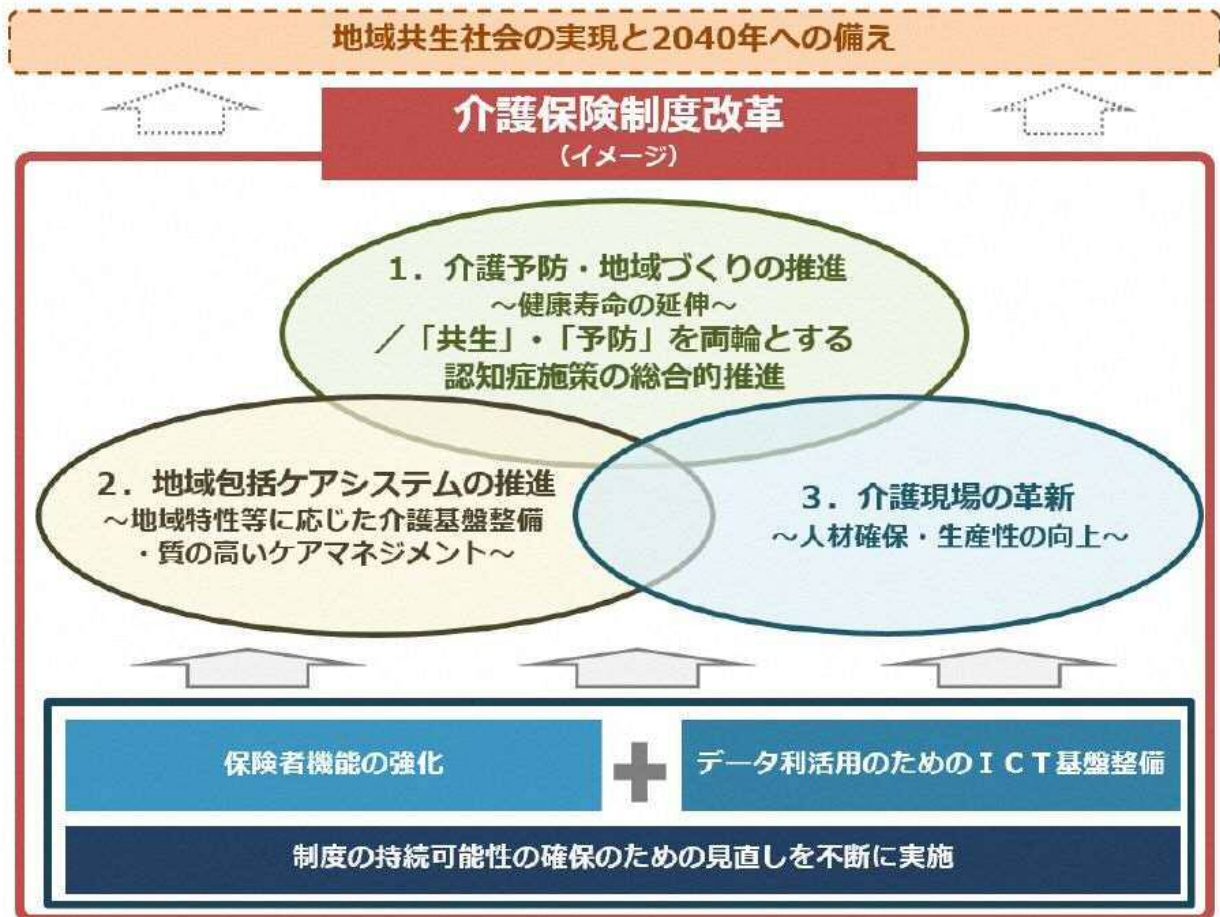 地域共生社会の実現と2040年への備え
介護保険制度改革
（イメージ）
１．介護予防・地域づくりの推進
～健康寿命の延伸～
／「共生」・「予防」を両輪とする
認知症施策の総合的推進
２．地域包括ケアシステムの推進
～地域特性等に応じた介護基盤整備
・質の高いケアマネジメント～
３．介護現場の革新
～人材確保・生産性の向上～
保険者機能の強化
データ利活用のためのＩＣＴ基盤整備
制度の持続可能性の確保のための見直しを不断に実施